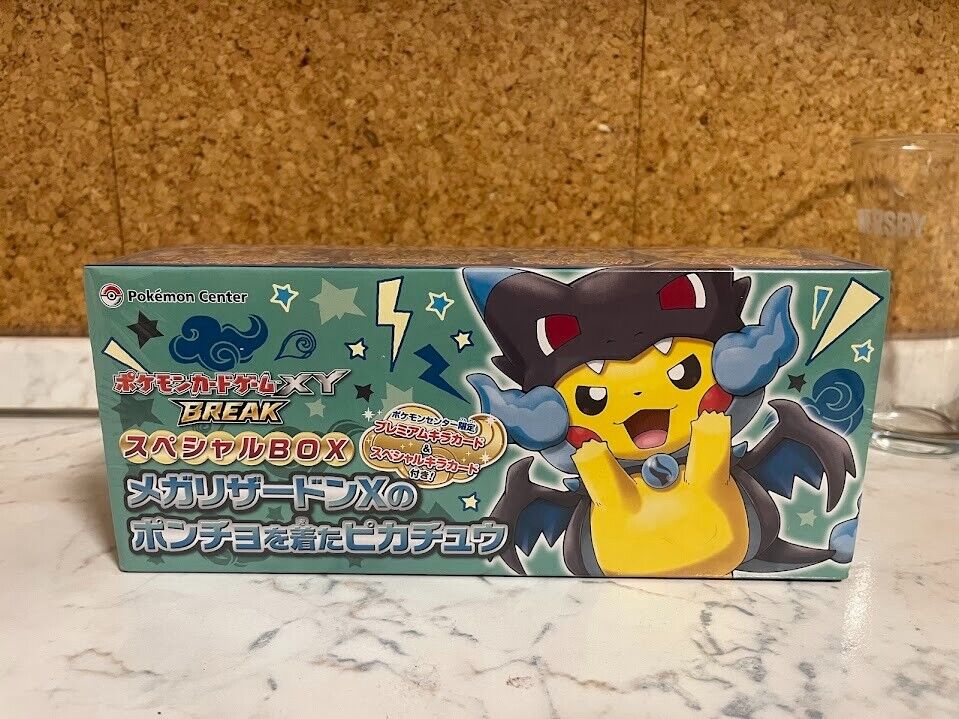 Pokémon Center
ポケモンカードゲームXY
BREAK
スペシャルBOX
メガリザードンXの
ポンチョを着たピカチュウ
ポケモンセンター限定!
プレミアムキラカード
&
スペシャルキラカード
付き!